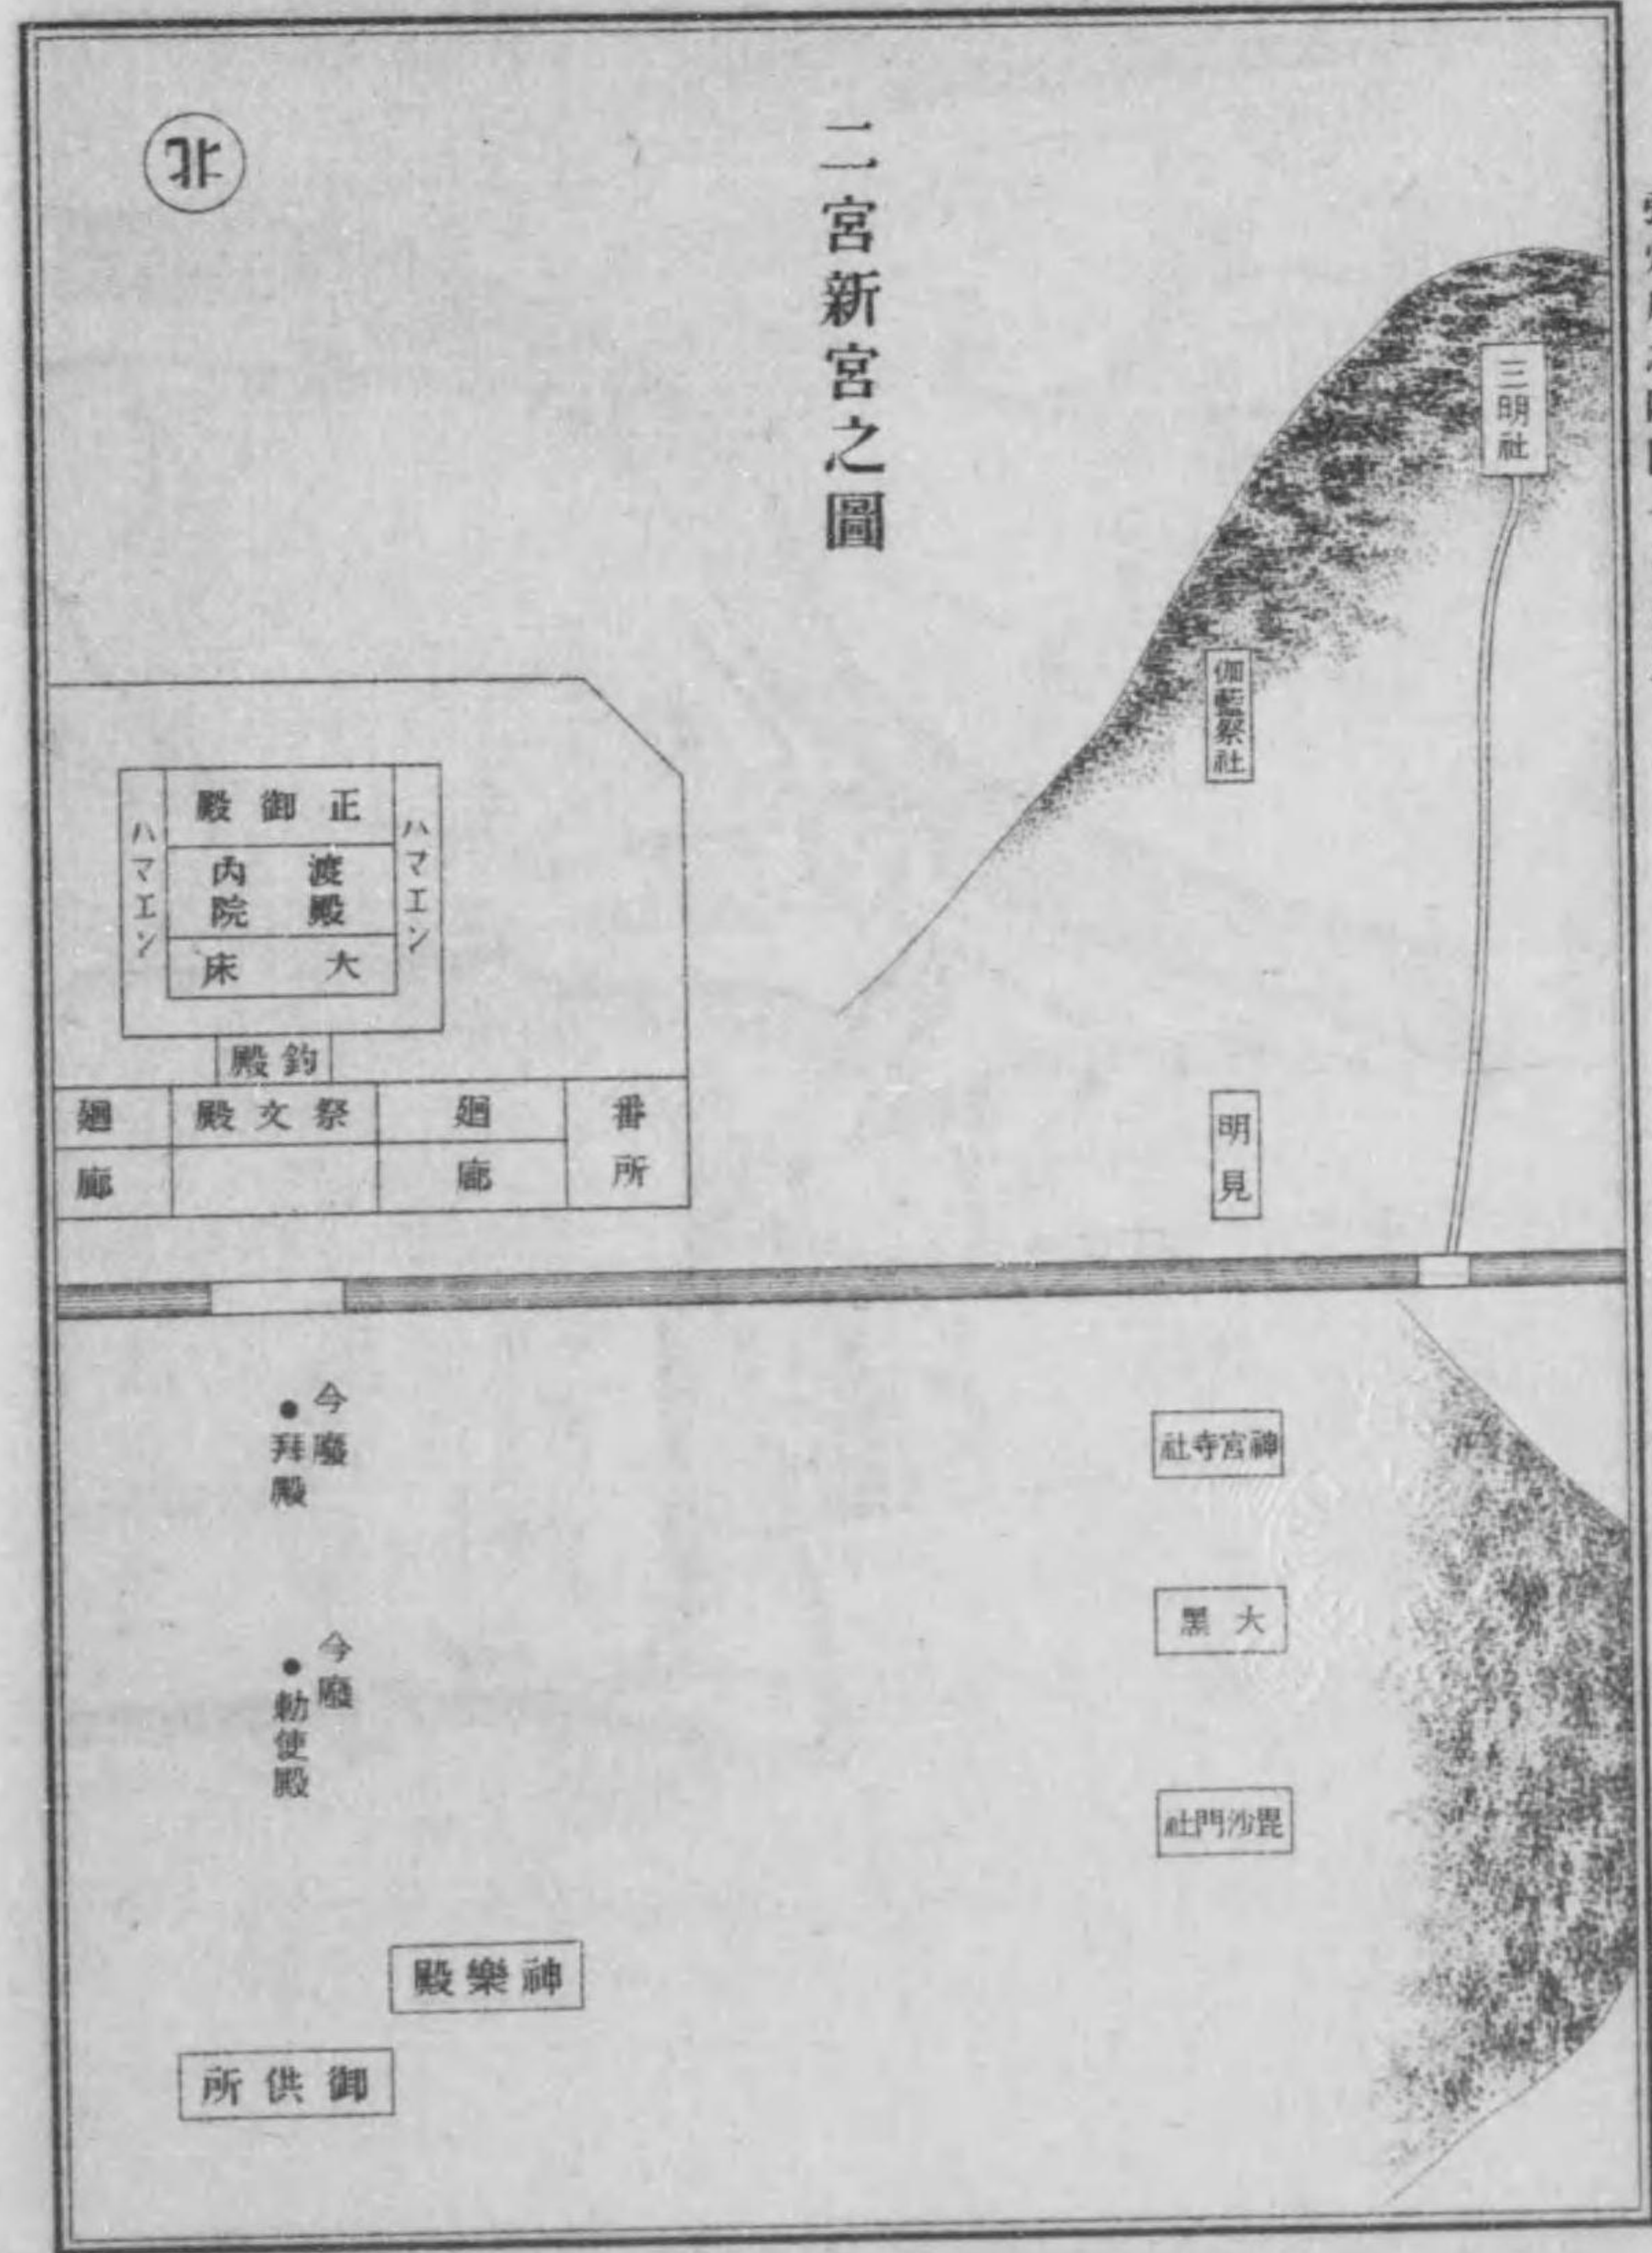 二宮新宮之圖
北
三明社
伽藍祭社
明見
正御殿
渡殿
内院
大床
ハマエン
ハマエン
釣殿
番所
廻廊
祭文殿
廻廊
今廢
●拜殿
今廢
●勅使殿
神宮寺社
大黑
毘沙門社
神樂殿
御供所